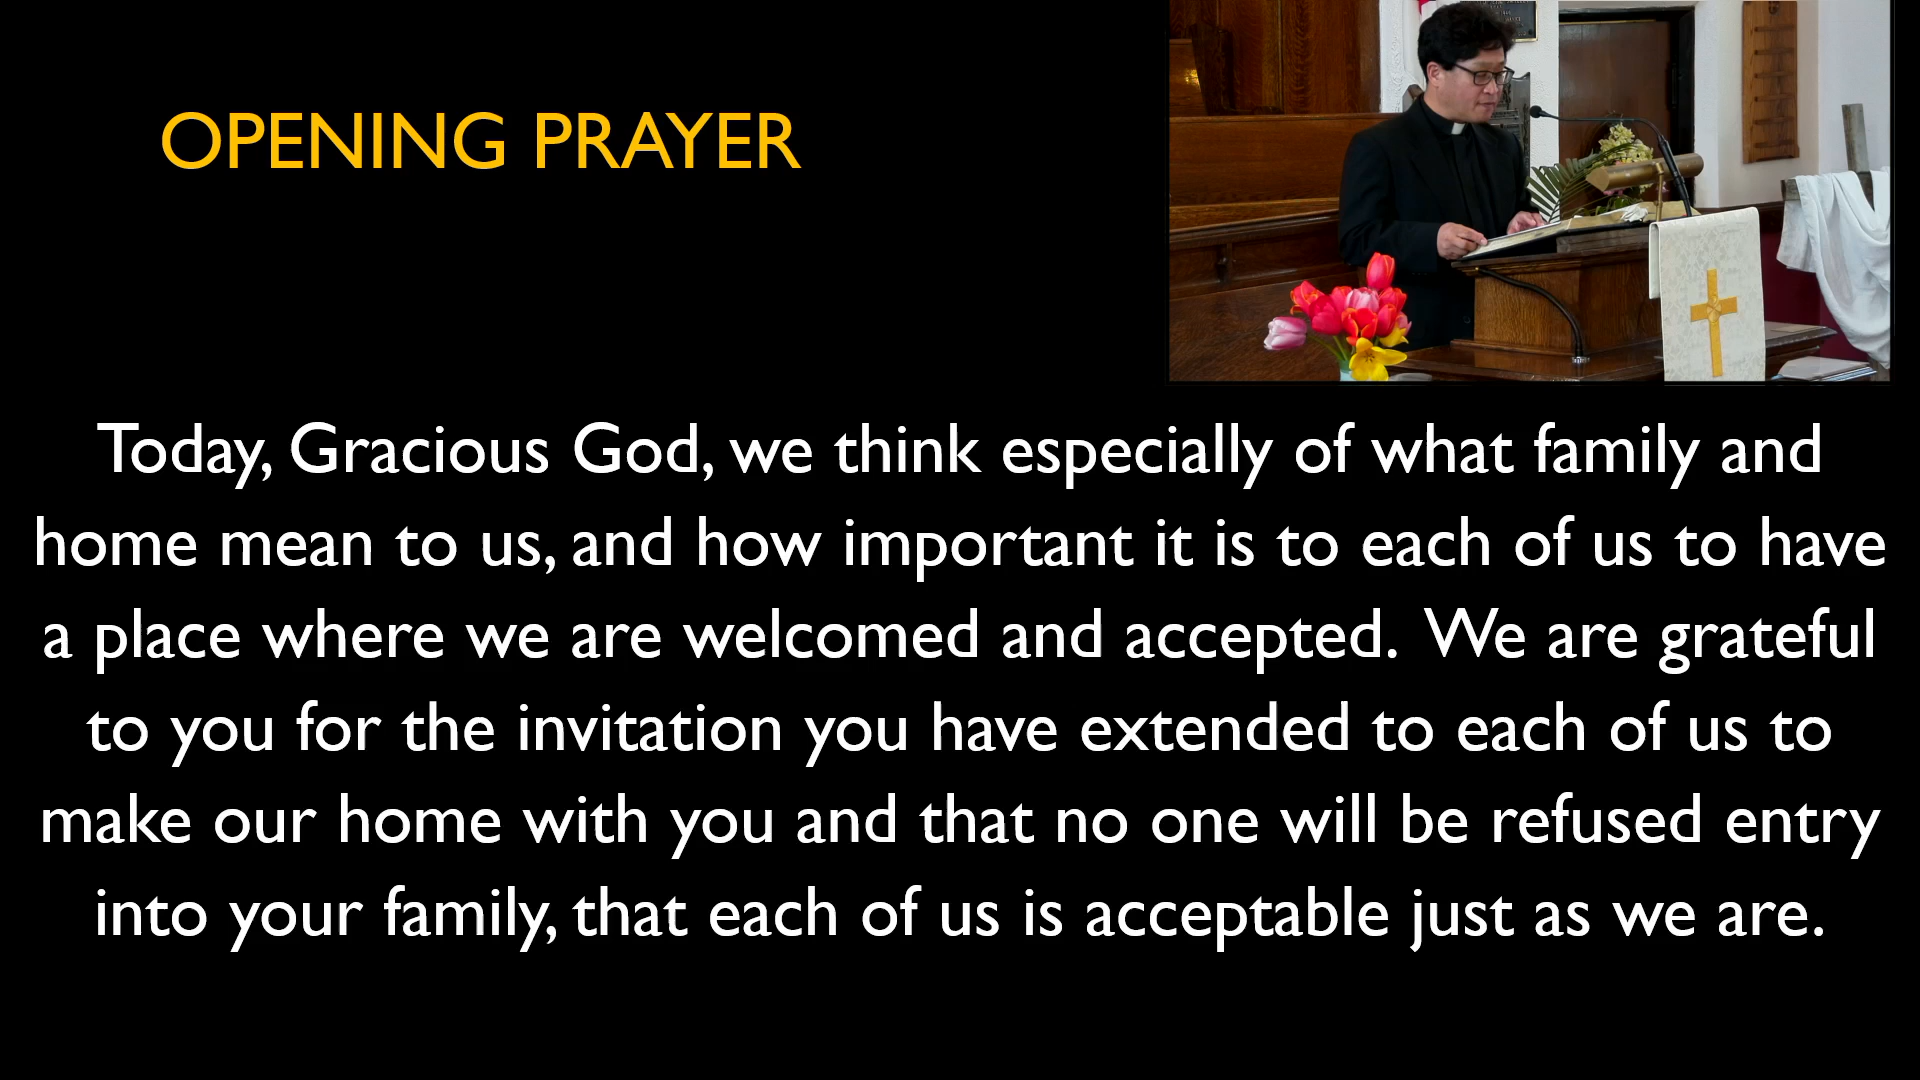 OPENING PRAYER
Today, Gracious God, we think especially of what family and
home mean to us, and how important it is to each of us to have
a place where we are welcomed and accepted.  We are grateful
to you for the invitation you have extended to each of us to
make our home with you and that no one will be refused entry
into your family, that each of us is acceptable just as we are.